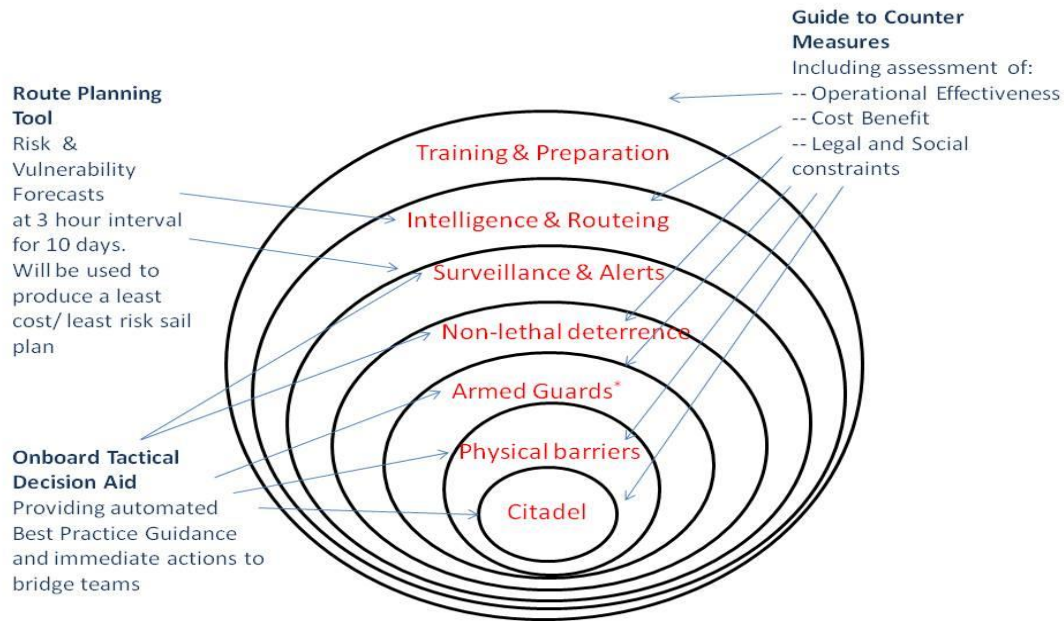 Guide to Counter
Measures
Including assessment of:
-- Operational Effectiveness
-- Cost Benefit
-- Legal and Social
constraints
Route Planning
Tool
Risk &
Vulnerability
Forecasts
at 3 hour interval
for 10 days.
Will be used to
produce a least
cost/ least risk sail
plan
Training & Preparation
Intelligence & Routeing
Surveillance & Alerts
Non-lethal deterrence
Armed Guards*
Physical barriers
Citadel
Onboard Tactical
Decision Aid
Providing automated
Best Practice Guidance
and immediate actions to
bridge teams